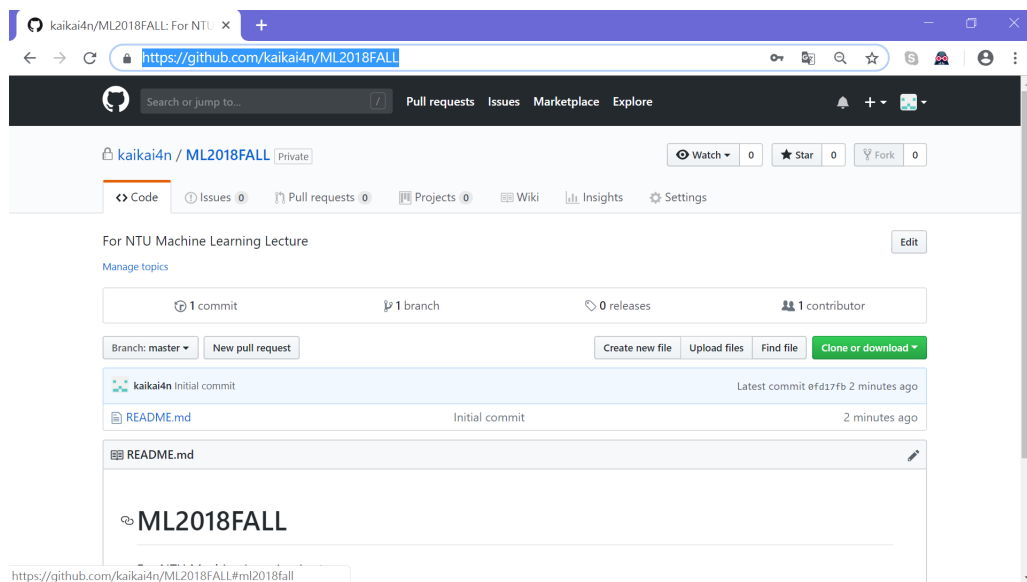 kaikai4n/ML2018FALL: For NTU
https://github.com/kaikai4n/ML2018FALL
Search or jump to... / Pull requests Issues Marketplace Explore
kaikai4n / ML2018FALL Private Watch 0 Star 0 Fork 0
Code Issues 0 Pull requests 0 Projects 0 Wiki Insights Settings
For NTU Machine Learning Lecture Edit
Manage topics
1 commit 1 branch 0 releases 1 contributor
Branch: master New pull request Create new file Upload files Find file Clone or download
kaikai4n Initial commit Latest commit 0fd17fb 2 minutes ago
README.md Initial commit 2 minutes ago
README.md
ML2018FALL
https://github.com/kaikai4n/ML2018FALL#ml2018fall